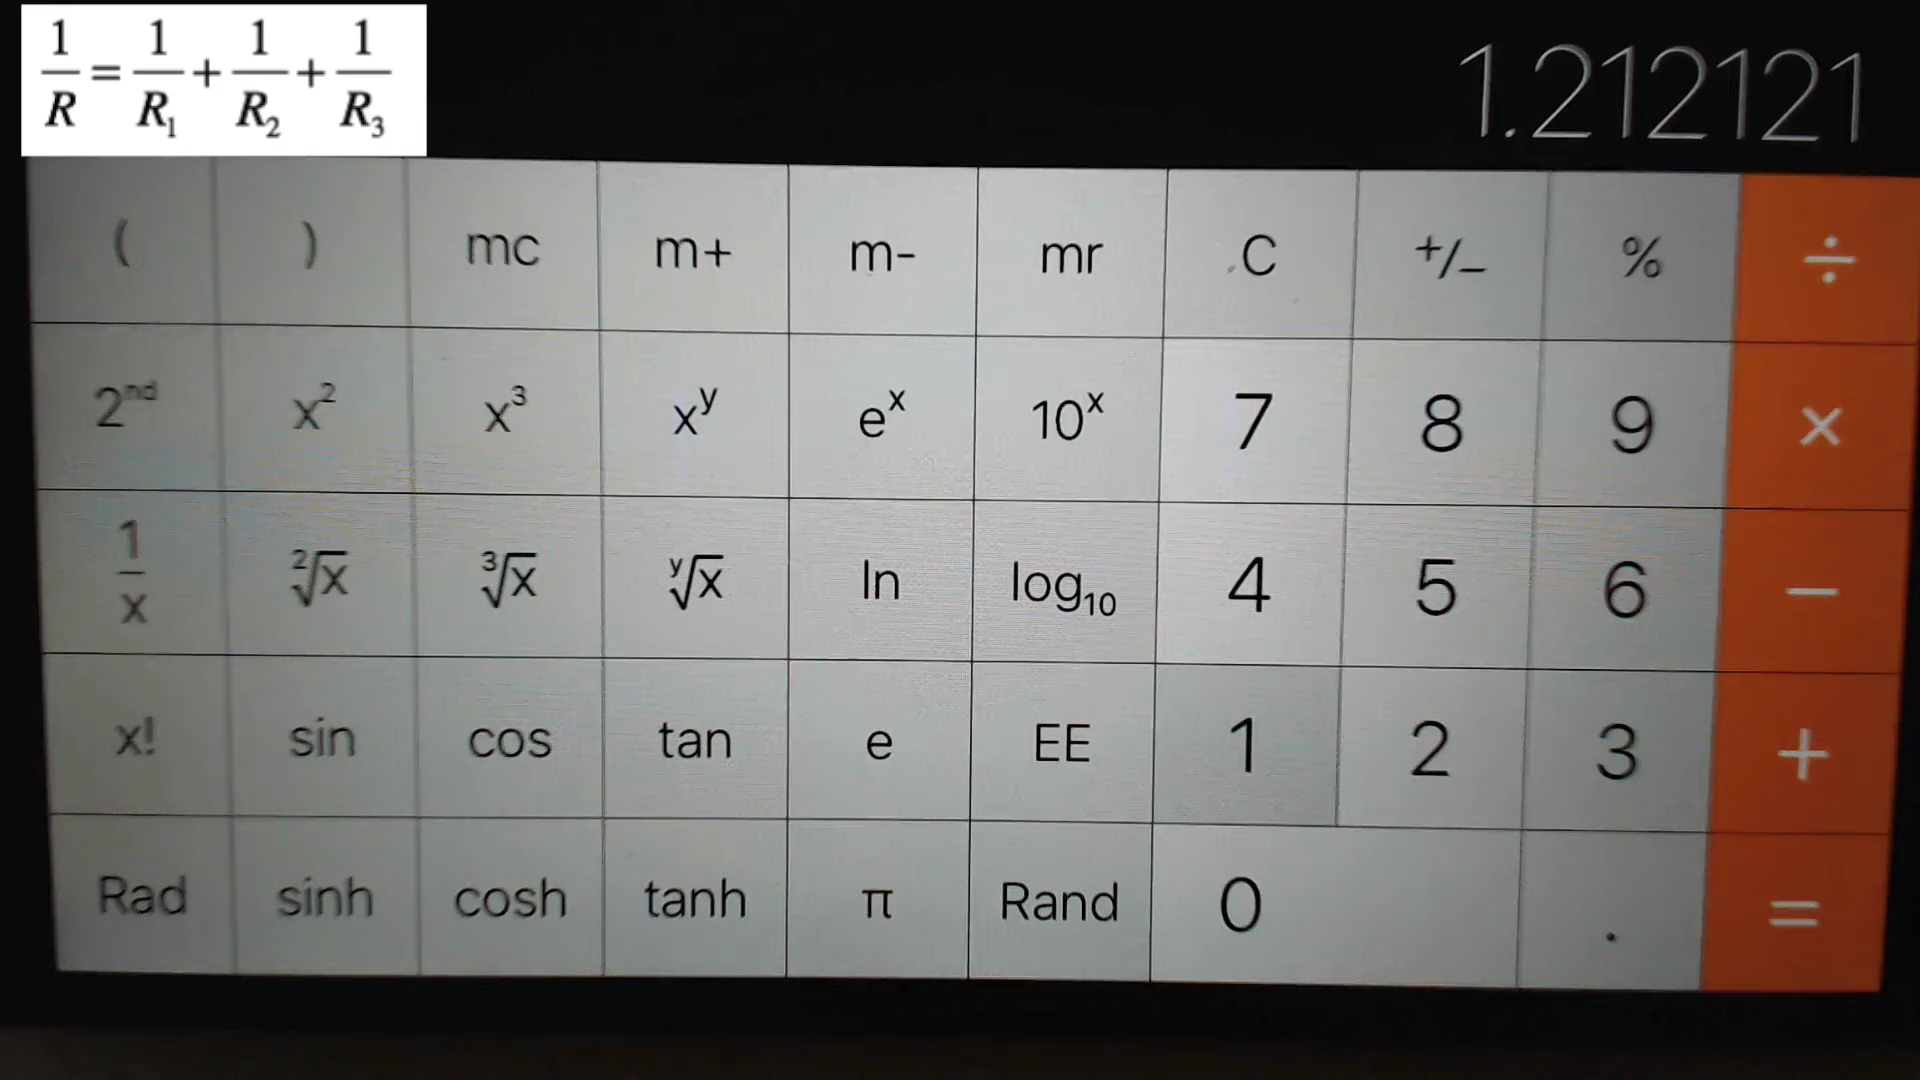 1/R = 1/R₁ + 1/R₂ + 1/R₃
1.212121
( ) mc m+ m- mr C +/− % ÷
2ⁿᵈ x² x³ xʸ eˣ 10ˣ 7 8 9 ×
1/x ²√x ³√x ʸ√x ln log₁₀ 4 5 6 −
x! sin cos tan e EE 1 2 3 +
Rad sinh cosh tanh π Rand 0 . =